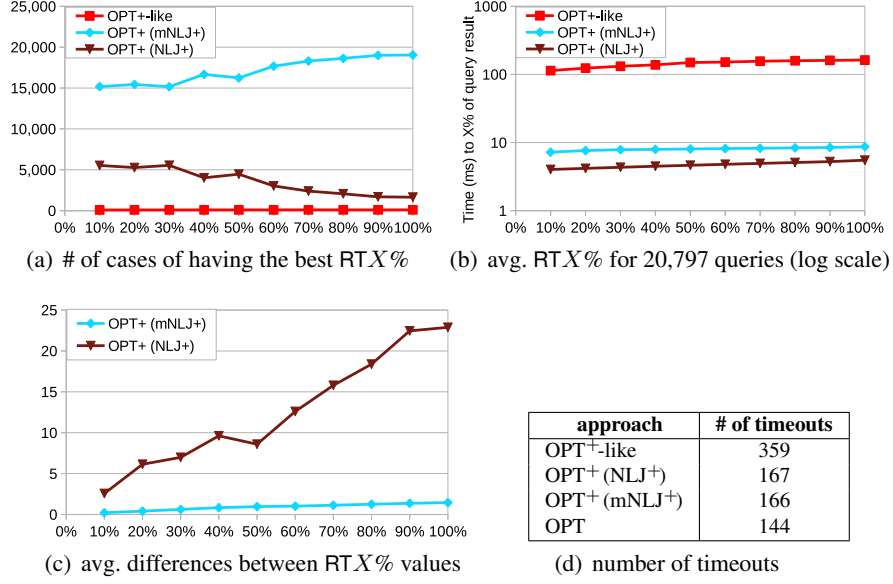 25,000
20,000
15,000
10,000
5,000
0
OPT+-like
OPT+ (mNLJ+)
OPT+ (NLJ+)
0% 10% 20% 30% 40% 50% 60% 70% 80% 90% 100%
(a) # of cases of having the best RTX%
Time (ms) to X% of query result
1000
100
10
1
OPT+-like
OPT+ (mNLJ+)
OPT+ (NLJ+)
0% 10% 20% 30% 40% 50% 60% 70% 80% 90% 100%
(b) avg. RTX% for 20,797 queries (log scale)
25
20
15
10
5
0
OPT+ (mNLJ+)
OPT+ (NLJ+)
0% 10% 20% 30% 40% 50% 60% 70% 80% 90% 100%
(c) avg. differences between RTX% values
approach # of timeouts
OPT⁺-like 359
OPT⁺ (NLJ⁺) 167
OPT⁺ (mNLJ⁺) 166
OPT 144
(d) number of timeouts